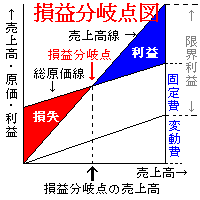 損益分岐点図
売上高線→
損益分岐点
↓
総原価線
↓
利益
損失
↑売上高・原価・利益
↑限界利益↓
固定費
変動費
売上高→
損益分岐点の売上高